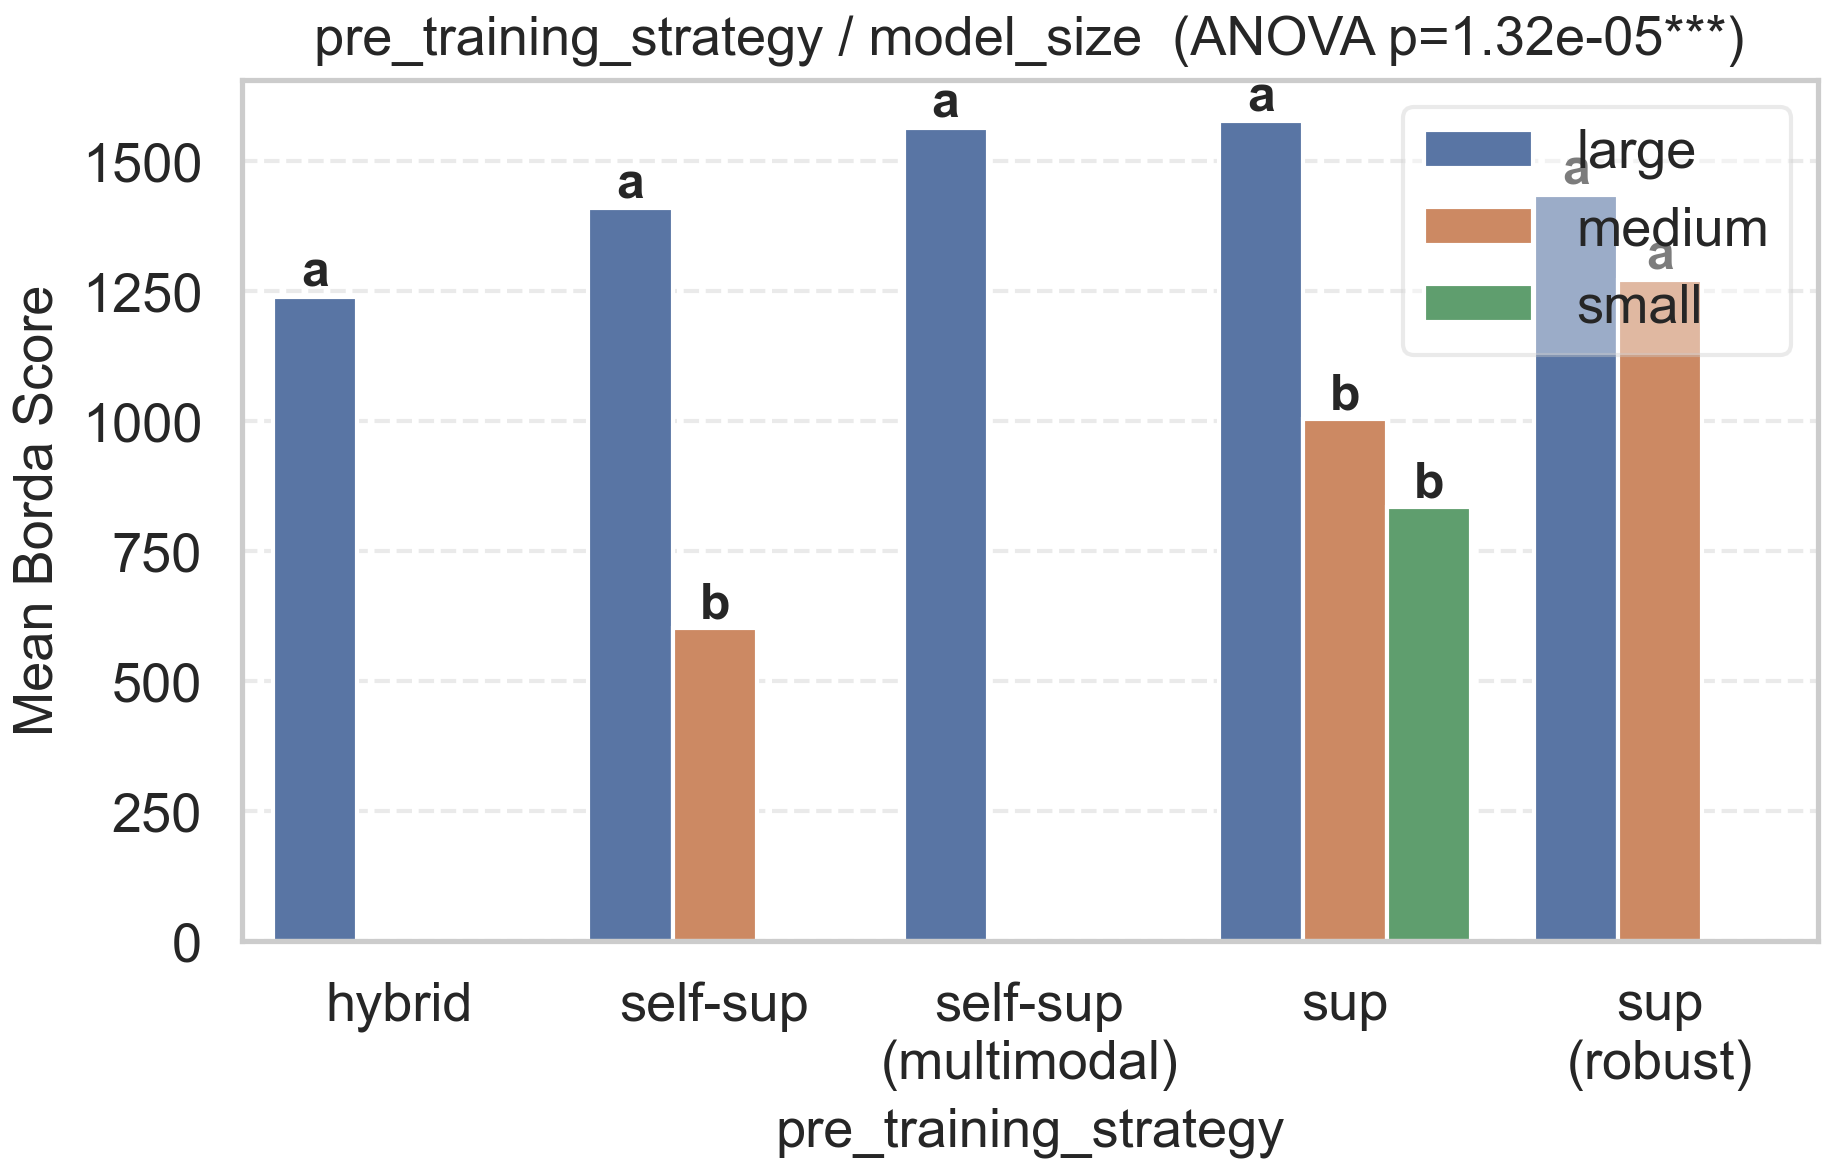 pre_training_strategy / model_size (ANOVA p=1.32e-05***)
Mean Borda Score
1500
1250
1000
750
500
250
0
a
a
b
a
a
b
b
a
a
large
medium
small
hybrid
self-sup
self-sup
(multimodal)
sup
sup
(robust)
pre_training_strategy